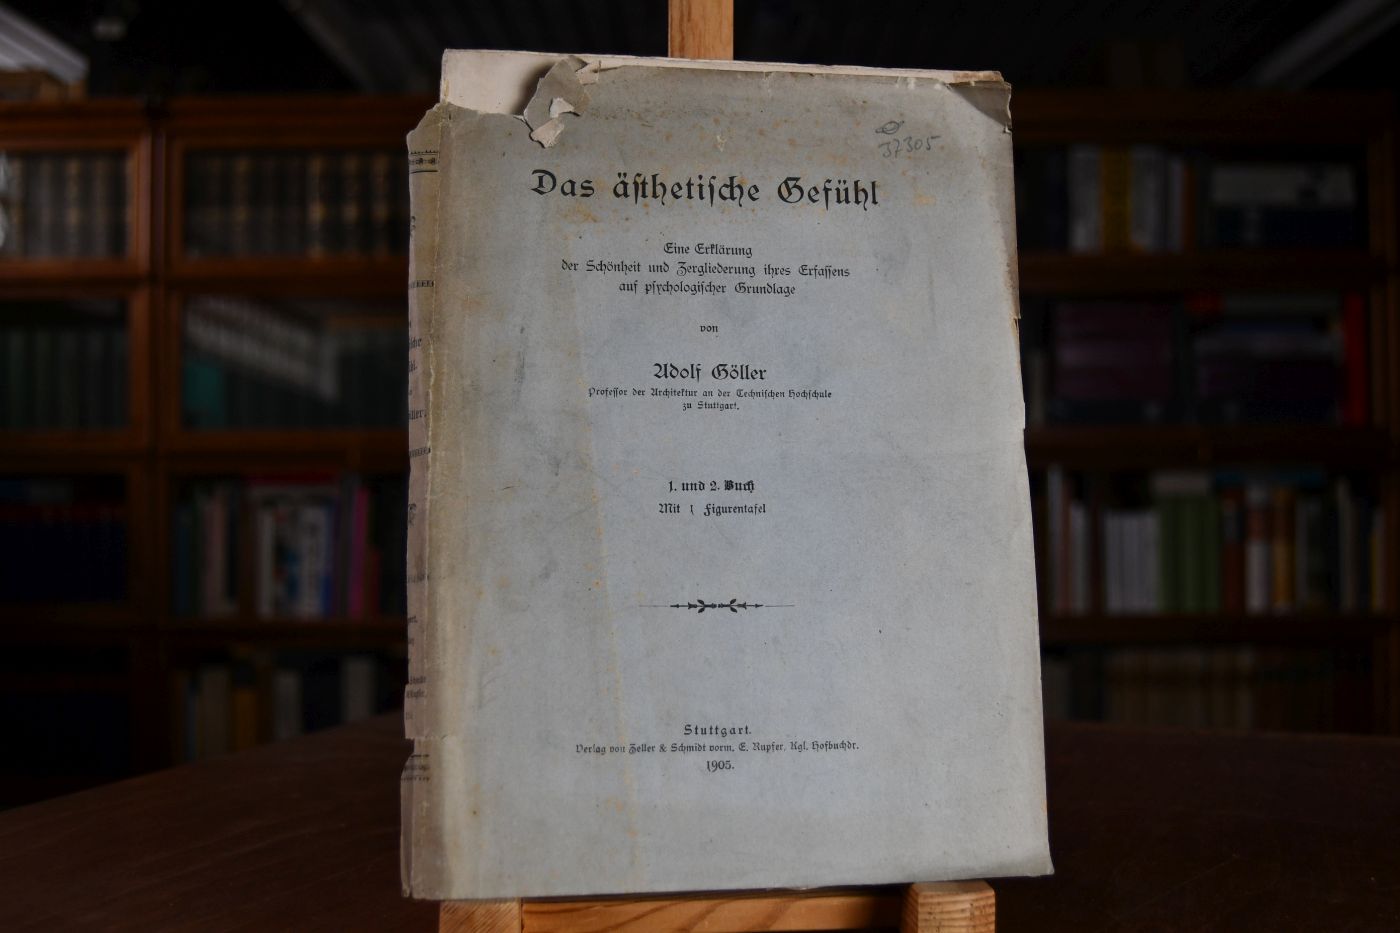 37305
Das ästhetische Gefühl
Eine Erklärung
der Schönheit und Zergliederung ihres Erfassens
auf psychologischer Grundlage
von
Adolf Göller
Professor der Architektur an der Technischen Hochschule
zu Stuttgart.
1. und 2. Buch
Mit 1 Figurentafel
Stuttgart.
Verlag von Zeller & Schmidt vorm. E. Rupfer, Kgl. Hofbuchdr.
1905.